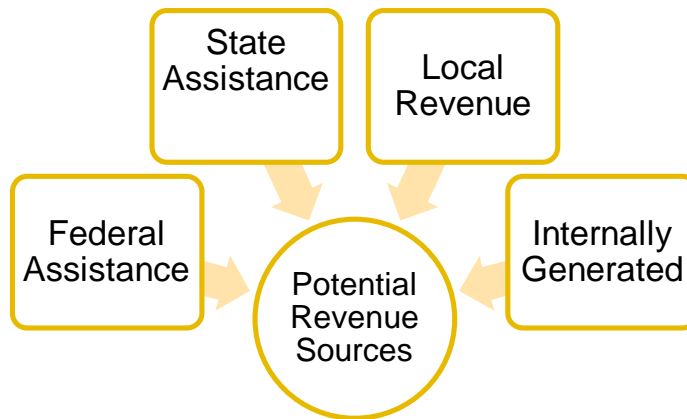 State
Assistance
Local
Revenue
Federal
Assistance
Internally
Generated
Potential
Revenue
Sources